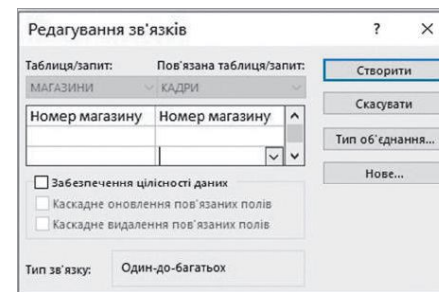 Редагування зв'язків ? ×
Таблиця/запит: Пов'язана таблиця/запит:
МАГАЗИНИ КАДРИ
Номер магазину Номер магазину
Забезпечення цілісності даних
Каскадне оновлення пов'язаних полів
Каскадне видалення пов'язаних полів
Тип зв'язку: Один-до-багатьох
Створити
Скасувати
Тип об'єднання...
Нове...